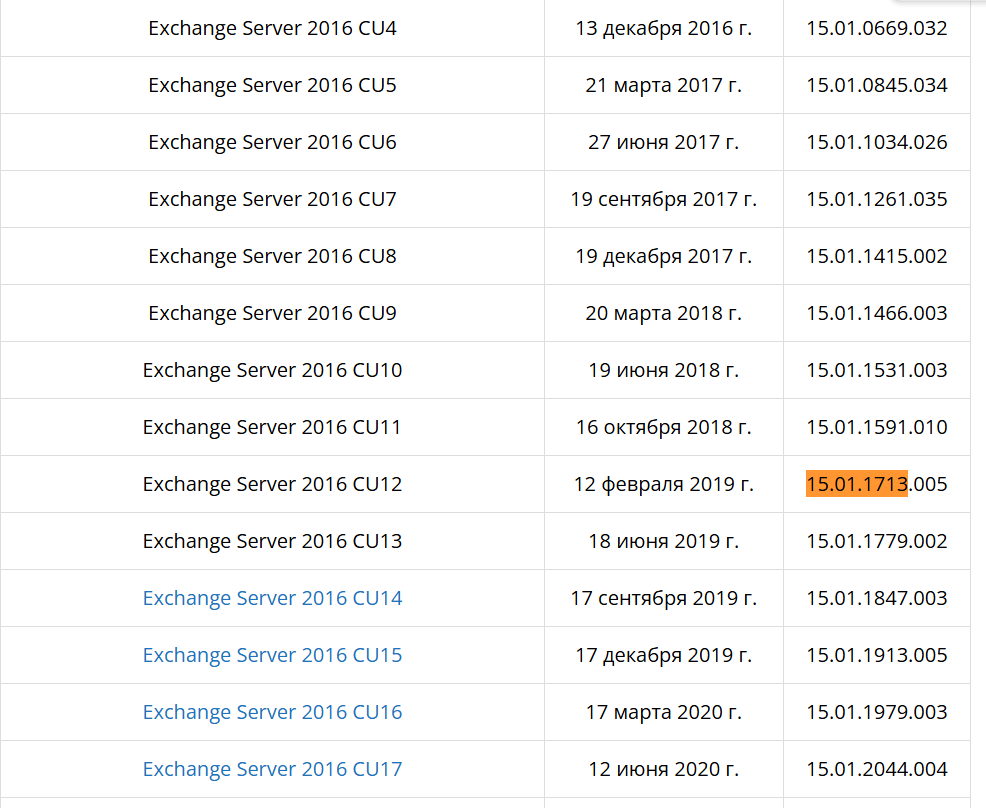 Exchange Server 2016 CU4 13 декабря 2016 г. 15.01.0669.032
Exchange Server 2016 CU5 21 марта 2017 г. 15.01.0845.034
Exchange Server 2016 CU6 27 июня 2017 г. 15.01.1034.026
Exchange Server 2016 CU7 19 сентября 2017 г. 15.01.1261.035
Exchange Server 2016 CU8 19 декабря 2017 г. 15.01.1415.002
Exchange Server 2016 CU9 20 марта 2018 г. 15.01.1466.003
Exchange Server 2016 CU10 19 июня 2018 г. 15.01.1531.003
Exchange Server 2016 CU11 16 октября 2018 г. 15.01.1591.010
Exchange Server 2016 CU12 12 февраля 2019 г. 15.01.1713.005
Exchange Server 2016 CU13 18 июня 2019 г. 15.01.1779.002
Exchange Server 2016 CU14 17 сентября 2019 г. 15.01.1847.003
Exchange Server 2016 CU15 17 декабря 2019 г. 15.01.1913.005
Exchange Server 2016 CU16 17 марта 2020 г. 15.01.1979.003
Exchange Server 2016 CU17 12 июня 2020 г. 15.01.2044.004